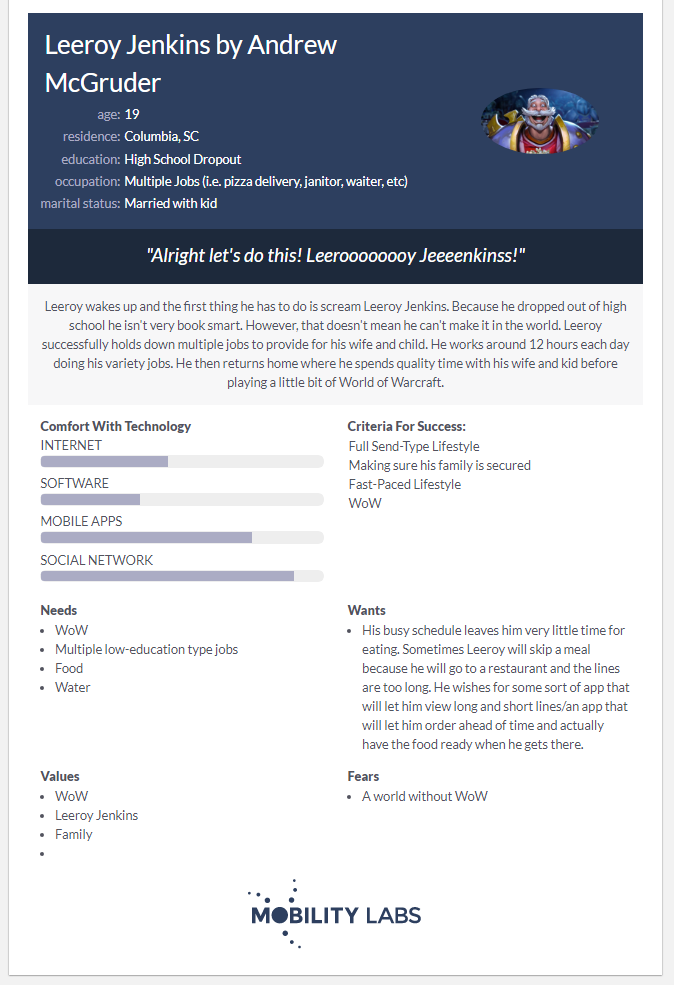 Leeroy Jenkins by Andrew
McGruder
age: 19
residence: Columbia, SC
education: High School Dropout
occupation: Multiple Jobs (i.e. pizza delivery, janitor, waiter, etc)
marital status: Married with kid
"Alright let's do this! Leeroooooooy Jeeeenkinss!"
Leeroy wakes up and the first thing he has to do is scream Leeroy Jenkins. Because he dropped out of high
school he isn't very book smart. However, that doesn't mean he can't make it in the world. Leeroy
successfully holds down multiple jobs to provide for his wife and child. He works around 12 hours each day
doing his variety jobs. He then returns home where he spends quality time with his wife and kid before
playing a little bit of World of Warcraft.
Comfort With Technology
INTERNET
SOFTWARE
MOBILE APPS
SOCIAL NETWORK
Criteria For Success:
Full Send-Type Lifestyle
Making sure his family is secured
Fast-Paced Lifestyle
WoW
Needs
• WoW
• Multiple low-education type jobs
• Food
• Water
Wants
• His busy schedule leaves him very little time for
eating. Sometimes Leeroy will skip a meal
because he will go to a restaurant and the lines
are too long. He wishes for some sort of app that
will let him view long and short lines/an app that
will let him order ahead of time and actually
have the food ready when he gets there.
Values
• WoW
• Leeroy Jenkins
• Family
•
Fears
• A world without WoW
MOBILITY LABS